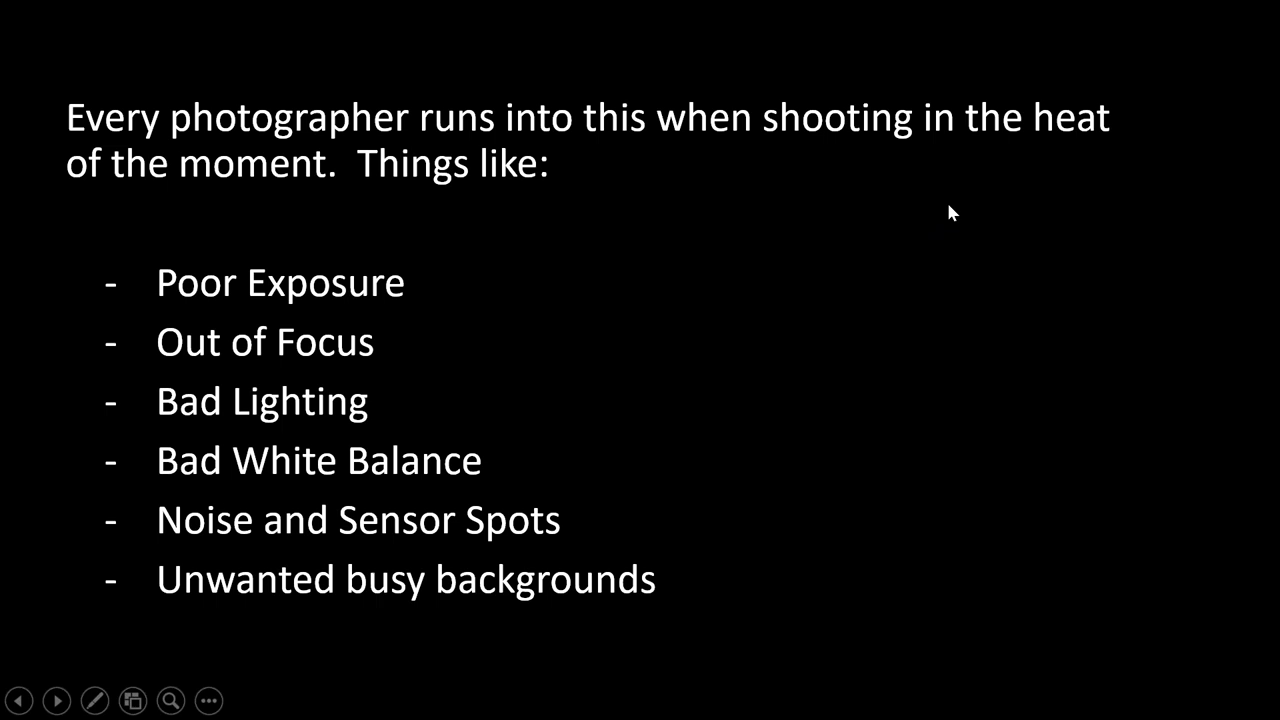 Every photographer runs into this when shooting in the heat
of the moment.  Things like:
- Poor Exposure
- Out of Focus
- Bad Lighting
- Bad White Balance
- Noise and Sensor Spots
- Unwanted busy backgrounds